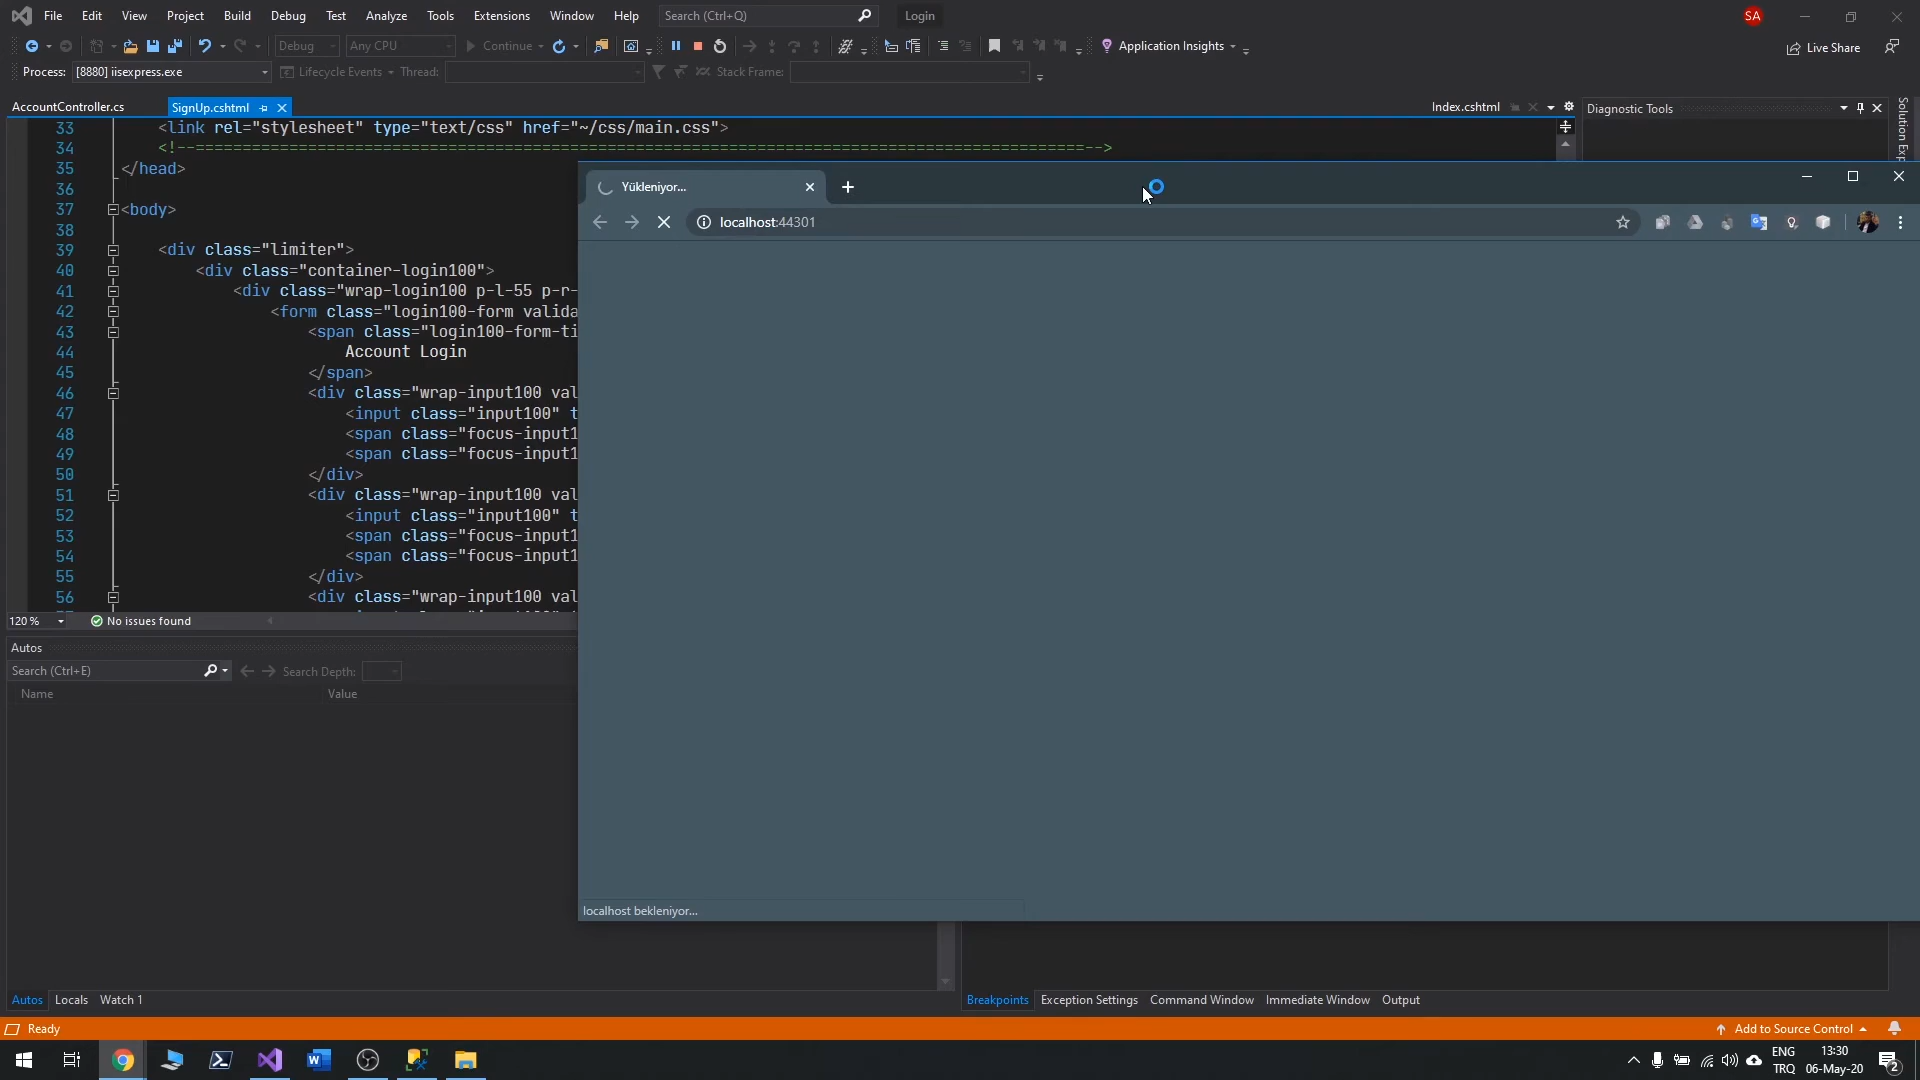 File Edit View Project Build Debug Test Analyze Tools Extensions Window Help Search (Ctrl+Q) Login SA
Debug Any CPU Continue Application Insights Live Share
Process: [8880] iisexpress.exe Lifecycle Events Thread: Stack Frame:
AccountController.cs SignUp.cshtml Index.cshtml Diagnostic Tools
33 <link rel="stylesheet" type="text/css" href="~/css/main.css">
34 <!--===============================================================================================-->
35 </head>
36
37 <body>
38
39 <div class="limiter">
40 <div class="container-login100">
41 <div class="wrap-login100 p-l-55 p-r-
42 <form class="login100-form valida
43 <span class="login100-form-ti
44 Account Login
45 </span>
46 <div class="wrap-input100 val
47 <input class="input100" t
48 <span class="focus-input1
49 <span class="focus-input1
50 </div>
51 <div class="wrap-input100 val
52 <input class="input100" t
53 <span class="focus-input1
54 <span class="focus-input1
55 </div>
56 <div class="wrap-input100 val
Yükleniyor...
localhost:44301
localhost bekleniyor...
120 % No issues found
Autos
Search (Ctrl+E) Search Depth:
Name Value
Autos Locals Watch 1
Breakpoints Exception Settings Command Window Immediate Window Output
Ready Add to Source Control
ENG 13:30
TRQ 06-May-20 2